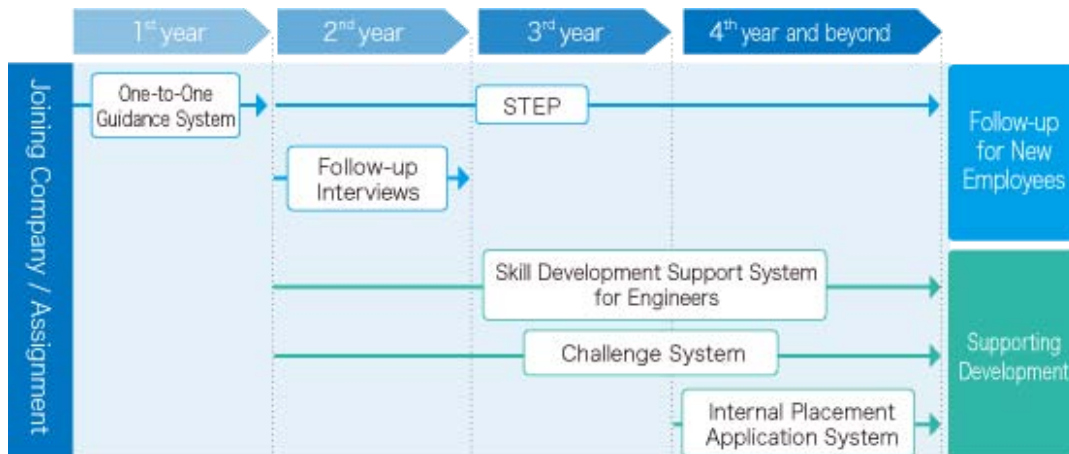 1st year
2nd year
3rd year
4th year and beyond
Joining Company / Assignment
One-to-One
Guidance System
STEP
Follow-up
Interviews
Follow-up
for New
Employees
Skill Development Support System
for Engineers
Challenge System
Internal Placement
Application System
Supporting
Development